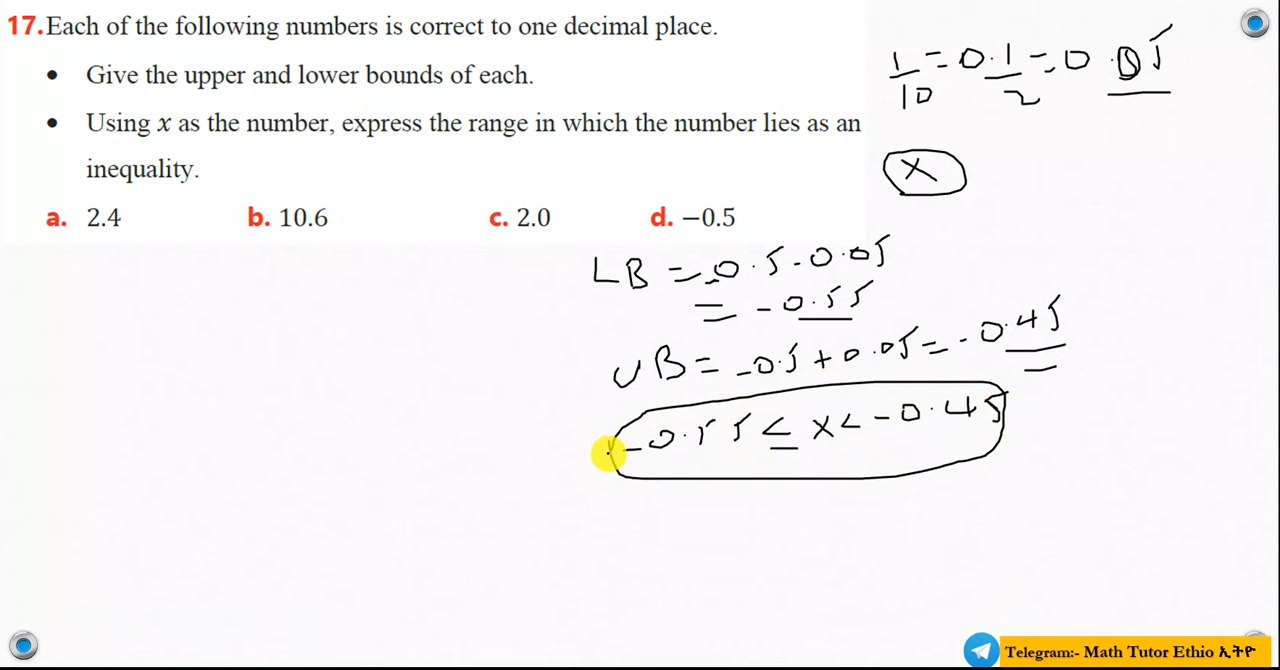 17. Each of the following numbers is correct to one decimal place.
• Give the upper and lower bounds of each.
• Using x as the number, express the range in which the number lies as an
inequality.
a. 2.4 b. 10.6 c. 2.0 d. −0.5
1/10 = 0.1/2 = 0.05
x
LB = -0.5 - 0.05
= -0.55
UB = -0.5 + 0.05 = -0.45
-0.55 ≤ x < -0.45
Telegram:- Math Tutor Ethio ኢትዮ